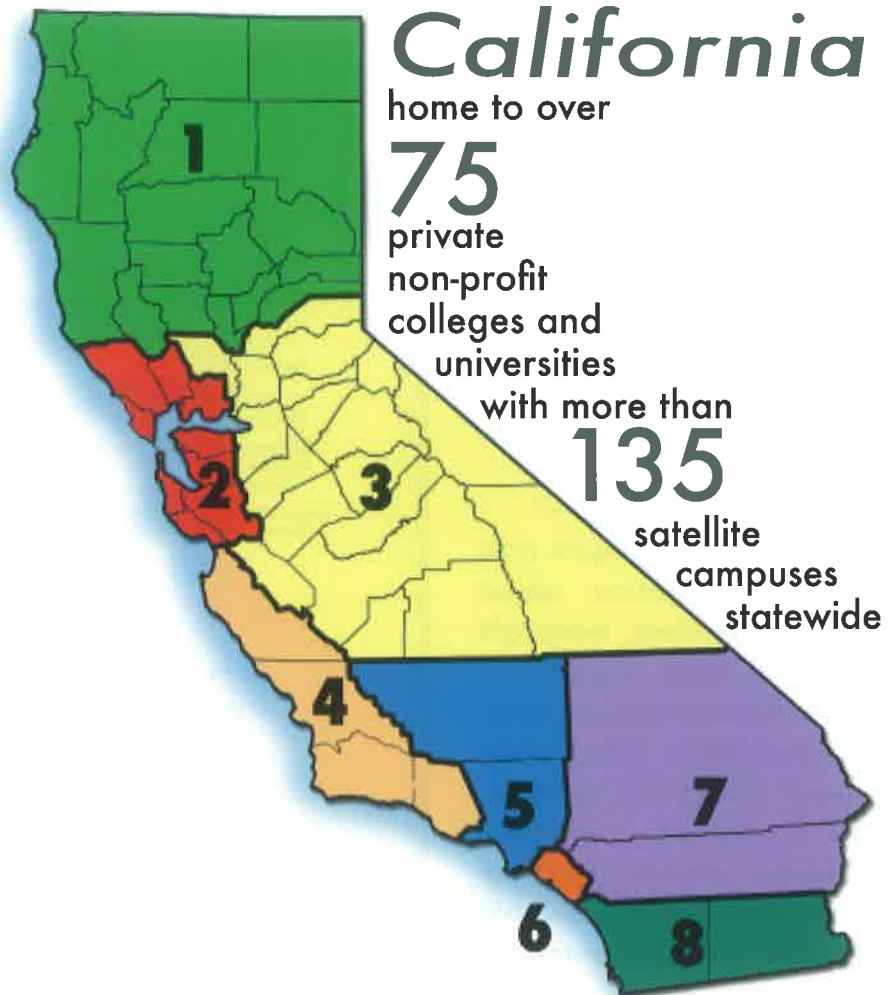 California
home to over
75
private
non-profit
colleges and
universities
with more than
135
satellite
campuses
statewide
1
2
3
4
5
7
6
8